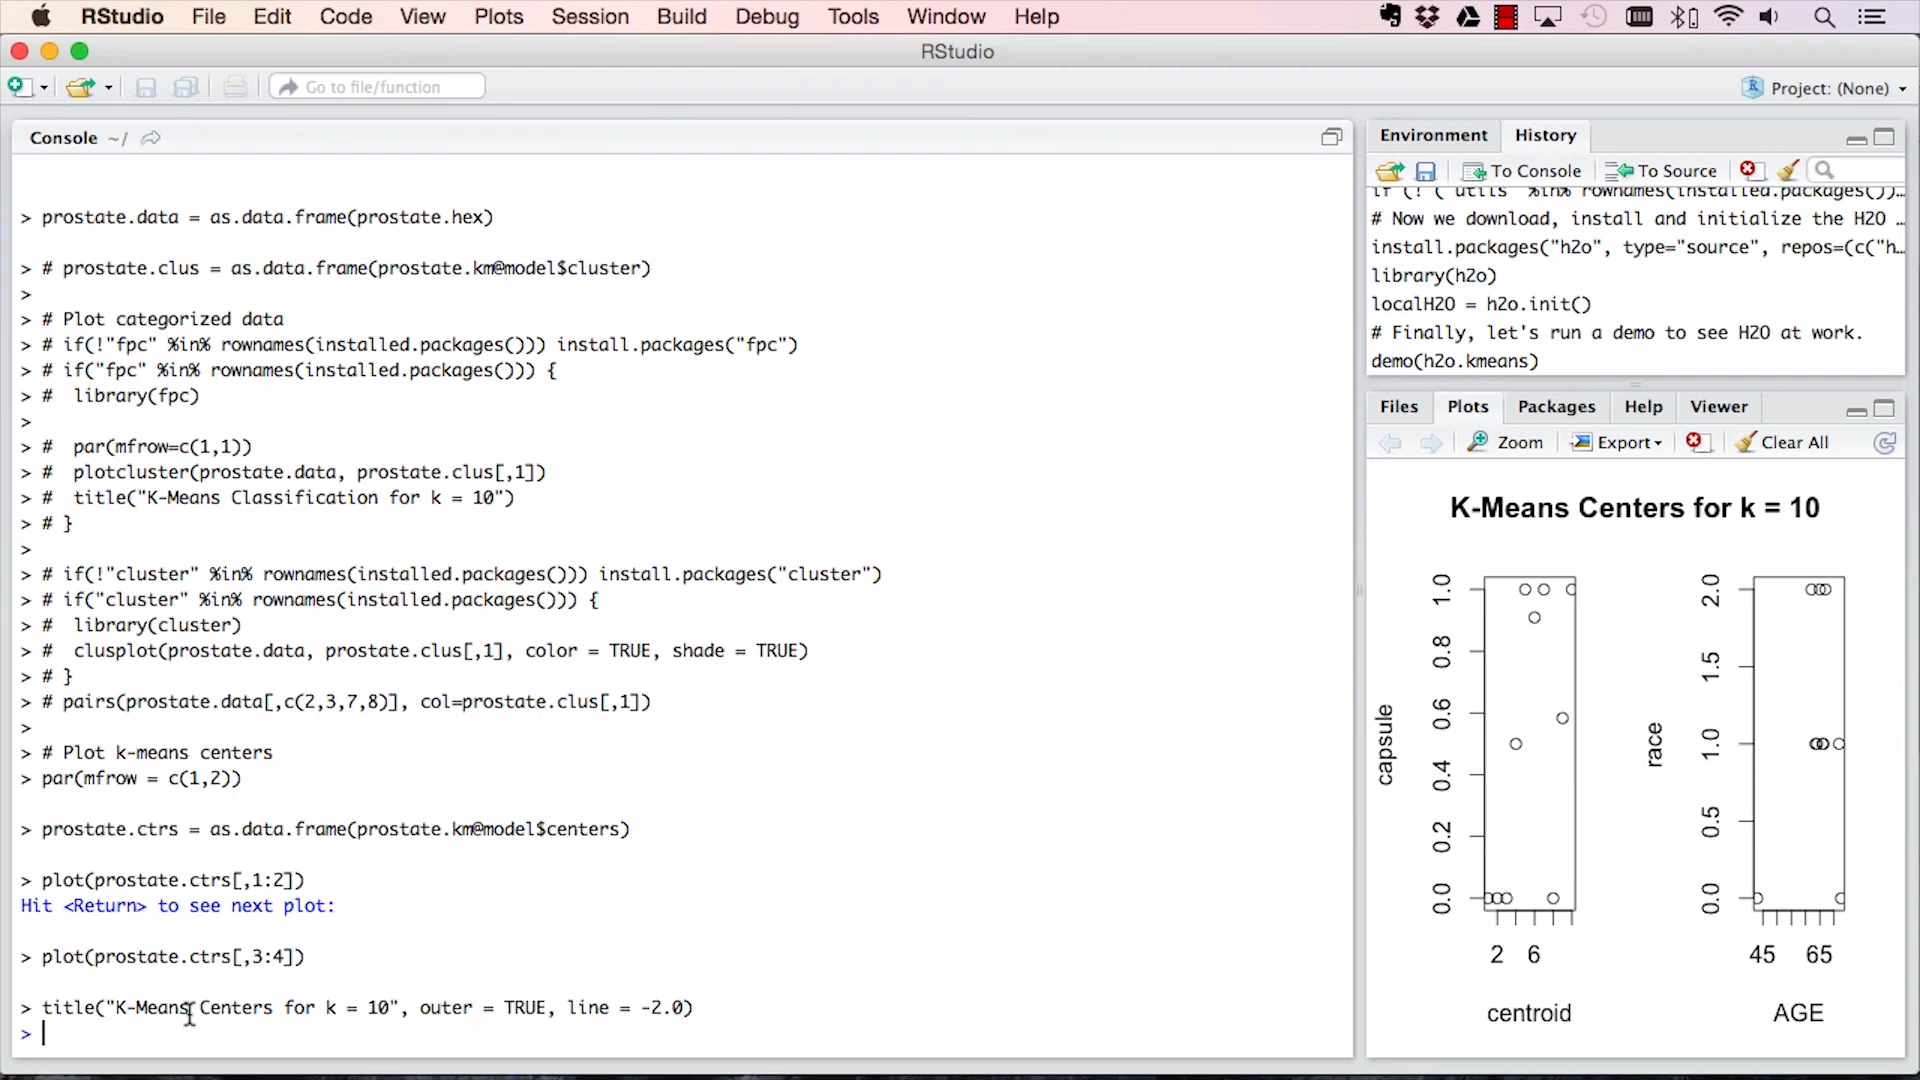 RStudio File Edit Code View Plots Session Build Debug Tools Window Help
RStudio
Go to file/function
Project: (None)
Console ~/
> prostate.data = as.data.frame(prostate.hex)
> # prostate.clus = as.data.frame(prostate.km@model$cluster)
>
> # Plot categorized data
> # if(!"fpc" %in% rownames(installed.packages())) install.packages("fpc")
> # if("fpc" %in% rownames(installed.packages())) {
> #  library(fpc)
>
> #  par(mfrow=c(1,1))
> #  plotcluster(prostate.data, prostate.clus[,1])
> #  title("K-Means Classification for k = 10")
> # }
>
> # if(!"cluster" %in% rownames(installed.packages())) install.packages("cluster")
> # if("cluster" %in% rownames(installed.packages())) {
> #  library(cluster)
> #  clusplot(prostate.data, prostate.clus[,1], color = TRUE, shade = TRUE)
> # }
> # pairs(prostate.data[,c(2,3,7,8)], col=prostate.clus[,1])
>
> # Plot k-means centers
> par(mfrow = c(1,2))
> prostate.ctrs = as.data.frame(prostate.km@model$centers)
> plot(prostate.ctrs[,1:2])
Hit <Return> to see next plot:
> plot(prostate.ctrs[,3:4])
> title("K-Means Centers for k = 10", outer = TRUE, line = -2.0)
>
Environment History
To Console To Source
if (! ("utils" %in% rownames(installed.packages())…
# Now we download, install and initialize the H2O …
install.packages("h2o", type="source", repos=(c("h…
library(h2o)
localH2O = h2o.init()
# Finally, let's run a demo to see H2O at work.
demo(h2o.kmeans)
Files Plots Packages Help Viewer
Zoom Export Clear All
K-Means Centers for k = 10
capsule
1.0
0.8
0.6
0.4
0.2
0.0
2 6
centroid
race
2.0
1.5
1.0
0.5
0.0
45 65
AGE